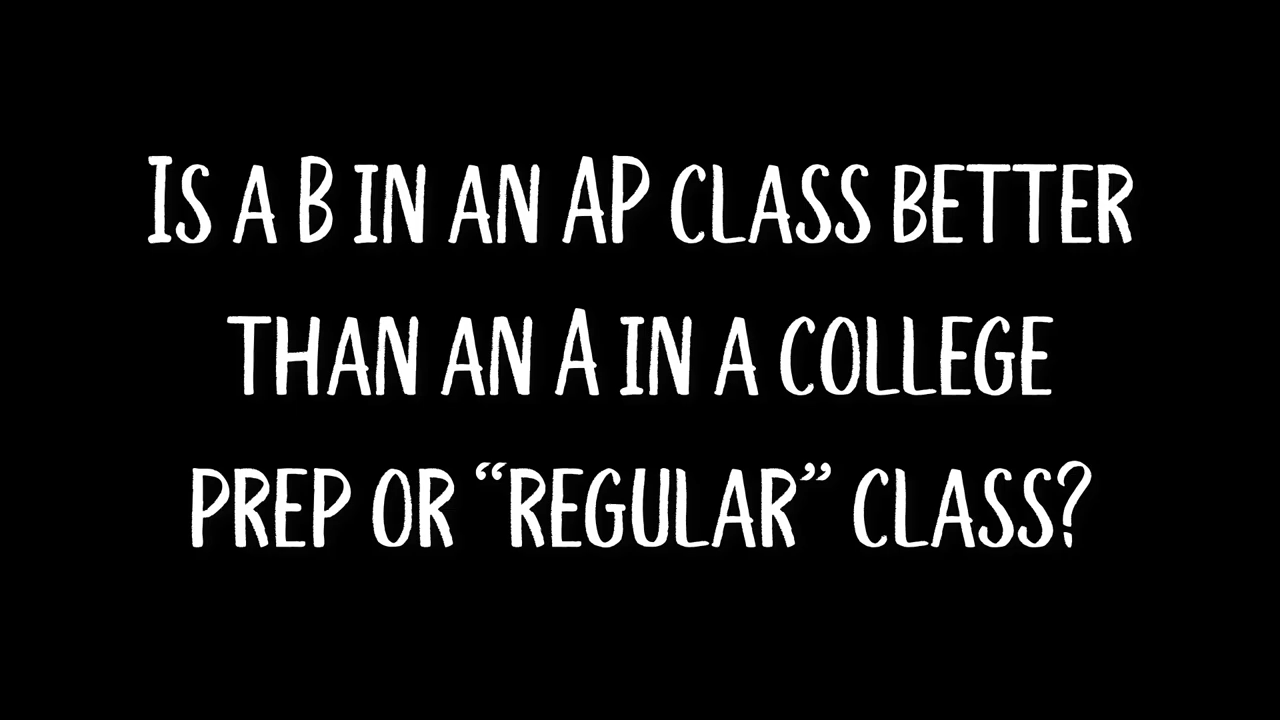 Is a B in an AP class better
than an A in a college
prep or “regular” class?